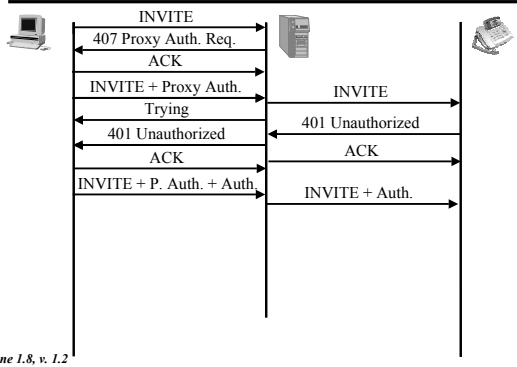 INVITE
407 Proxy Auth. Req.
ACK
INVITE + Proxy Auth.
INVITE
Trying
401 Unauthorized
401 Unauthorized
ACK
ACK
INVITE + P. Auth. + Auth.
INVITE + Auth.
ne 1.8, v. 1.2